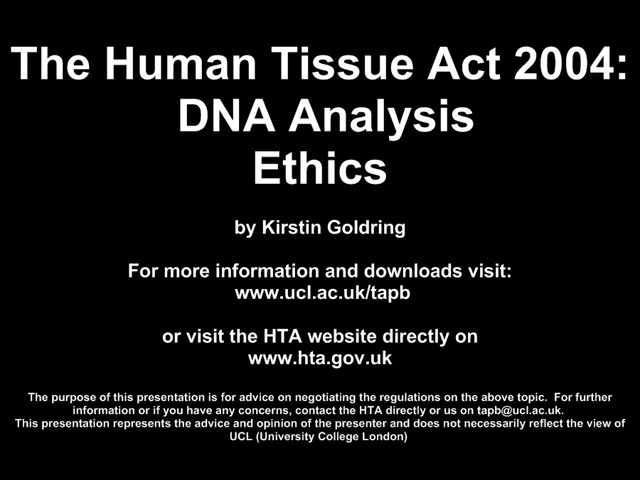 The Human Tissue Act 2004:
DNA Analysis
Ethics
by Kirstin Goldring
For more information and downloads visit:
www.ucl.ac.uk/tapb
or visit the HTA website directly on
www.hta.gov.uk
The purpose of this presentation is for advice on negotiating the regulations on the above topic. For further
information or if you have any concerns, contact the HTA directly or us on tapb@ucl.ac.uk.
This presentation represents the advice and opinion of the presenter and does not necessarily reflect the view of
UCL (University College London)